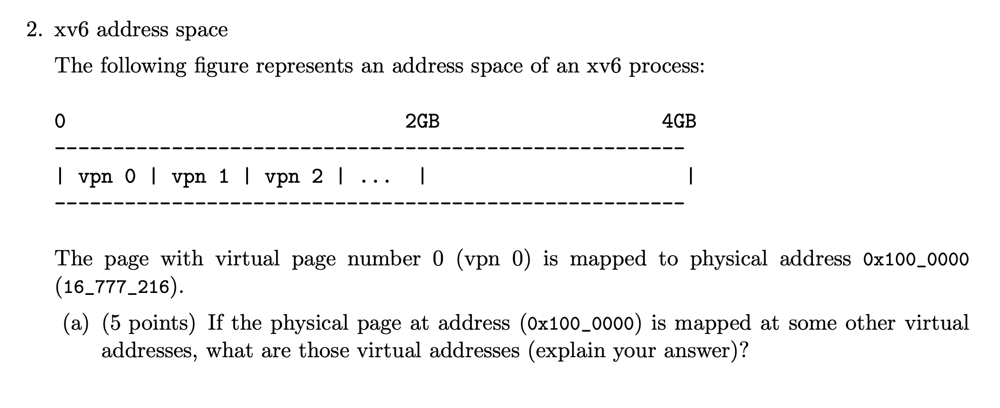 2. xv6 address space
The following figure represents an address space of an xv6 process:
0                             2GB                   4GB
------------------------------------------------------
| vpn 0 | vpn 1 | vpn 2 | ...  |                       |
------------------------------------------------------
The page with virtual page number 0 (vpn 0) is mapped to physical address 0x100_0000
(16_777_216).
(a) (5 points) If the physical page at address (0x100_0000) is mapped at some other virtual
addresses, what are those virtual addresses (explain your answer)?